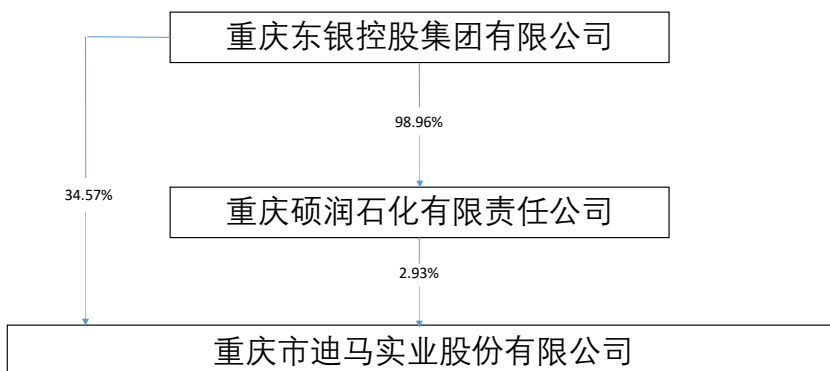 重庆东银控股集团有限公司
98.96%
34.57%
重庆硕润石化有限责任公司
2.93%
重庆市迪马实业股份有限公司